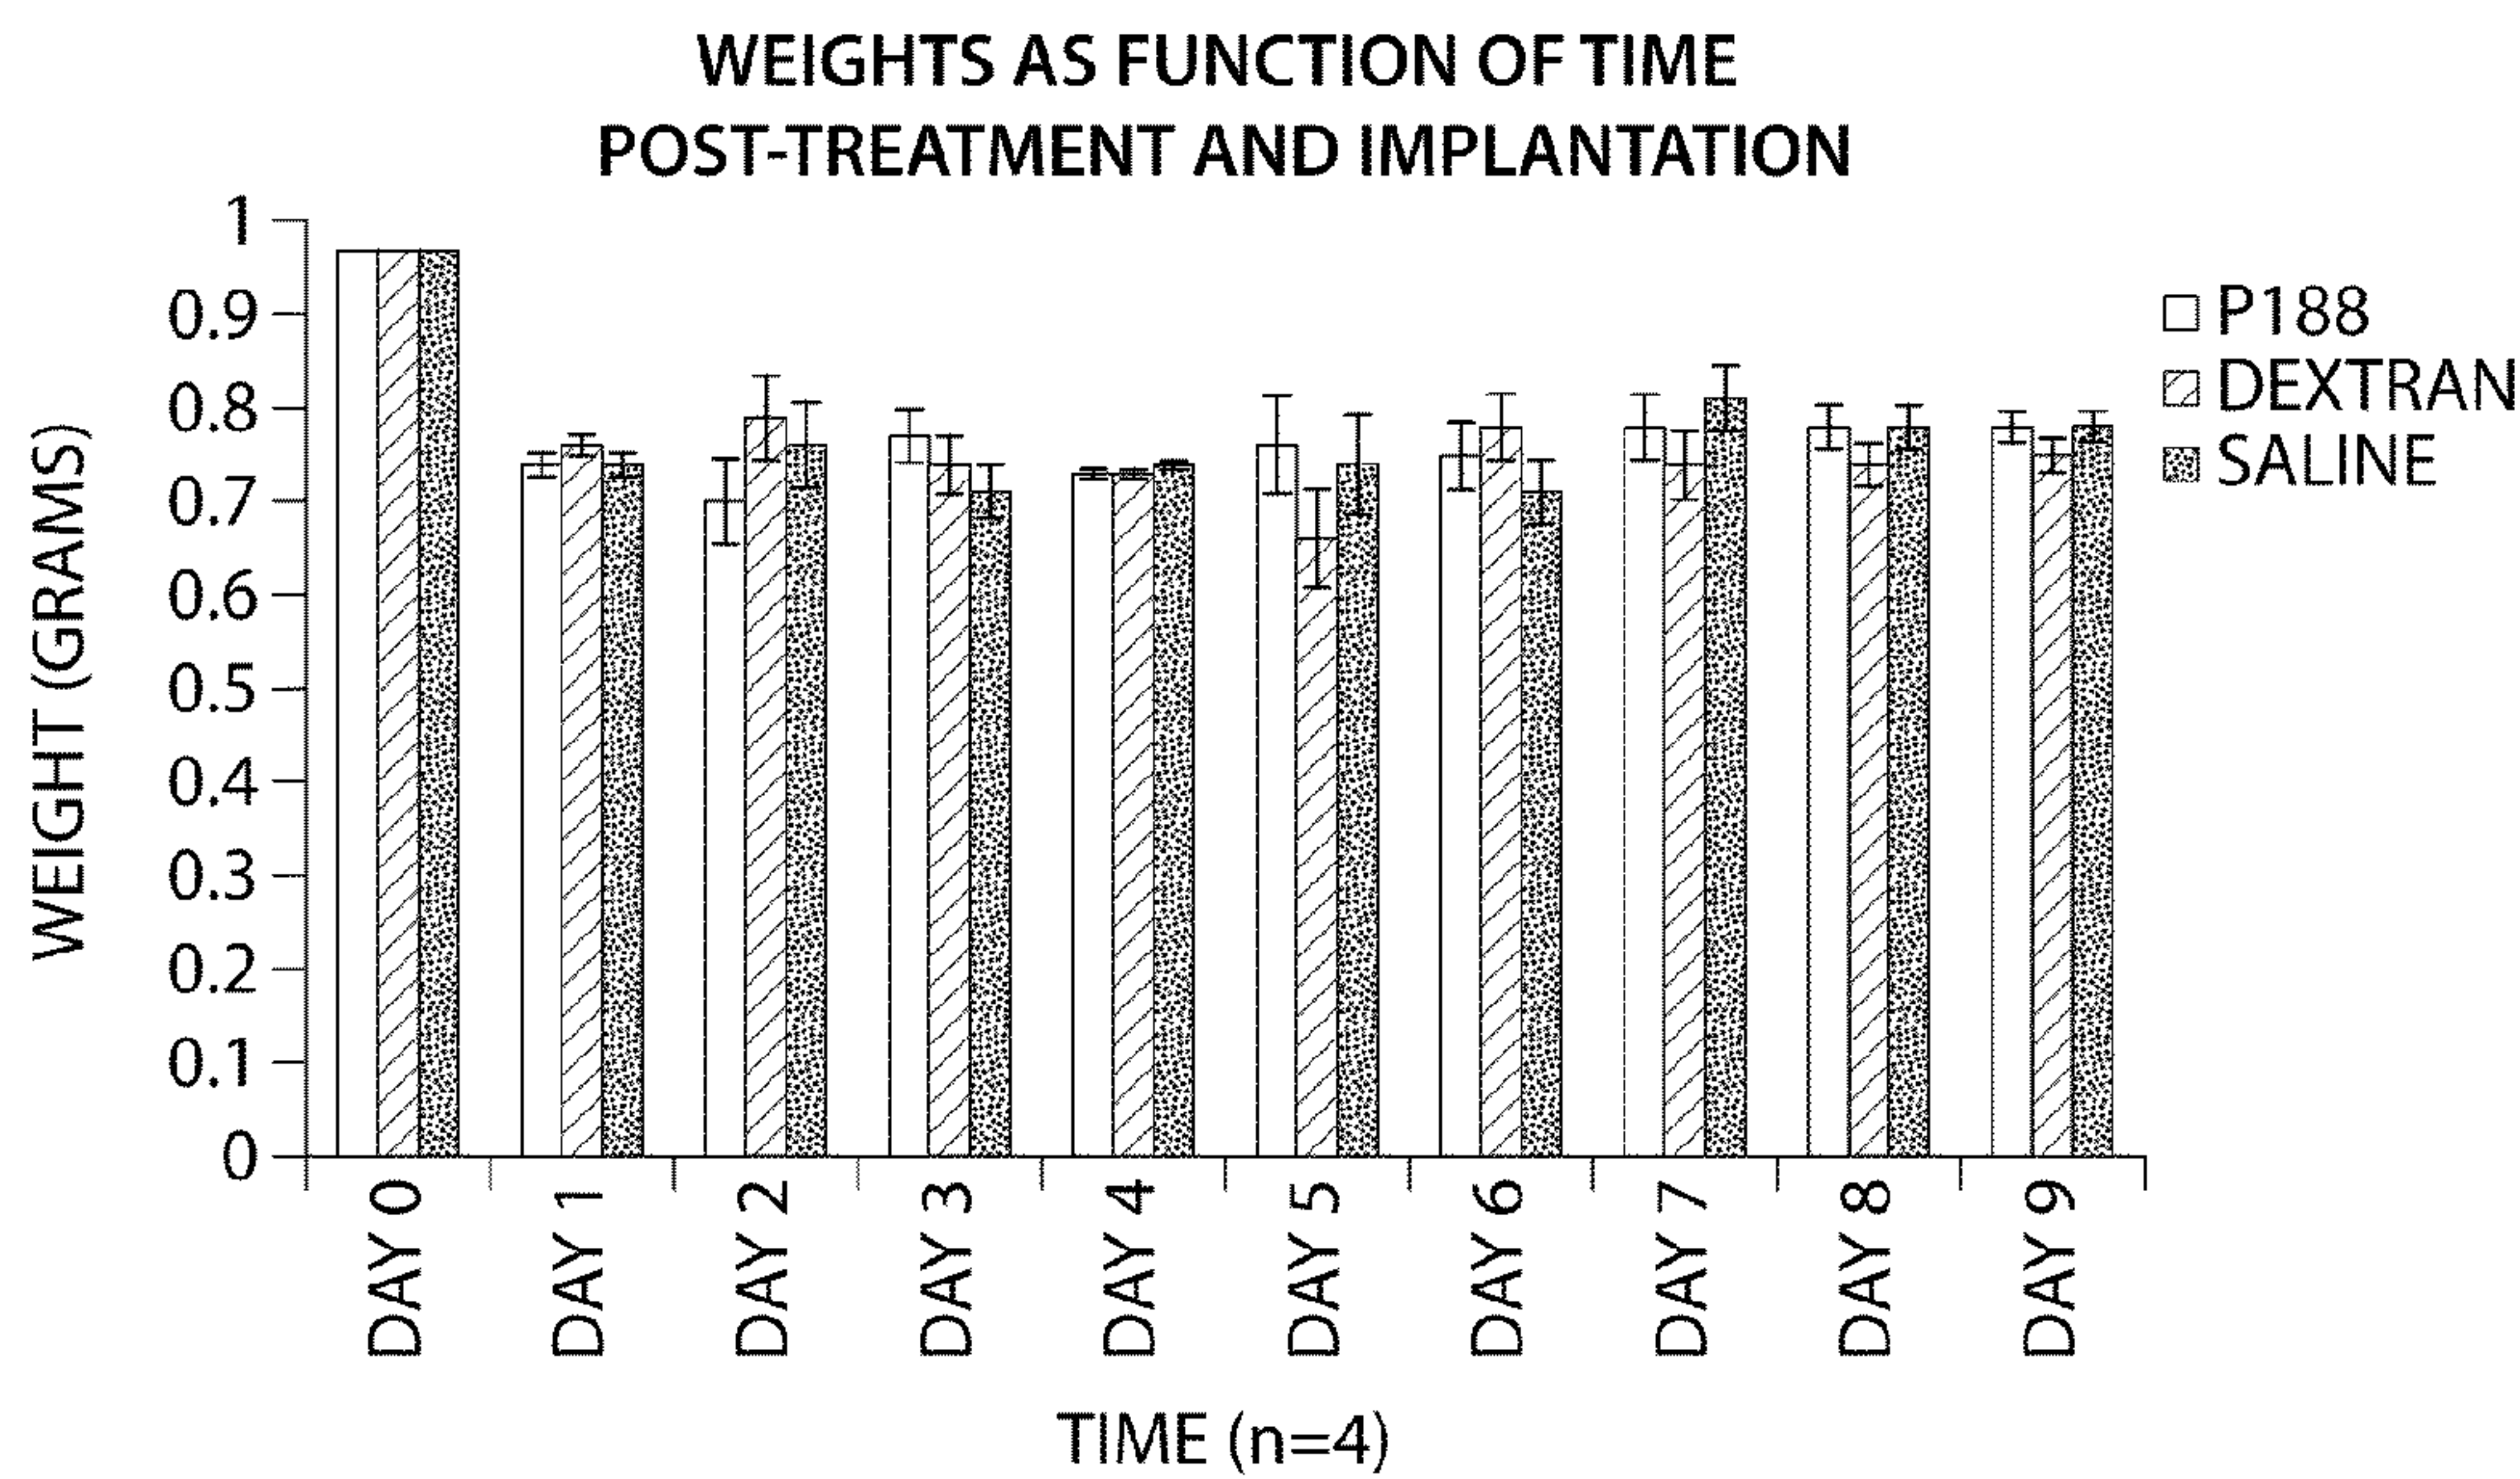 WEIGHTS AS FUNCTION OF TIME
POST-TREATMENT AND IMPLANTATION
WEIGHT (GRAMS)
1
0.9
0.8
0.7
0.6
0.5
0.4
0.3
0.2
0.1
0
P188
DEXTRAN
SALINE
DAY 0
DAY 1
DAY 2
DAY 3
DAY 4
DAY 5
DAY 6
DAY 7
DAY 8
DAY 9
TIME (n=4)